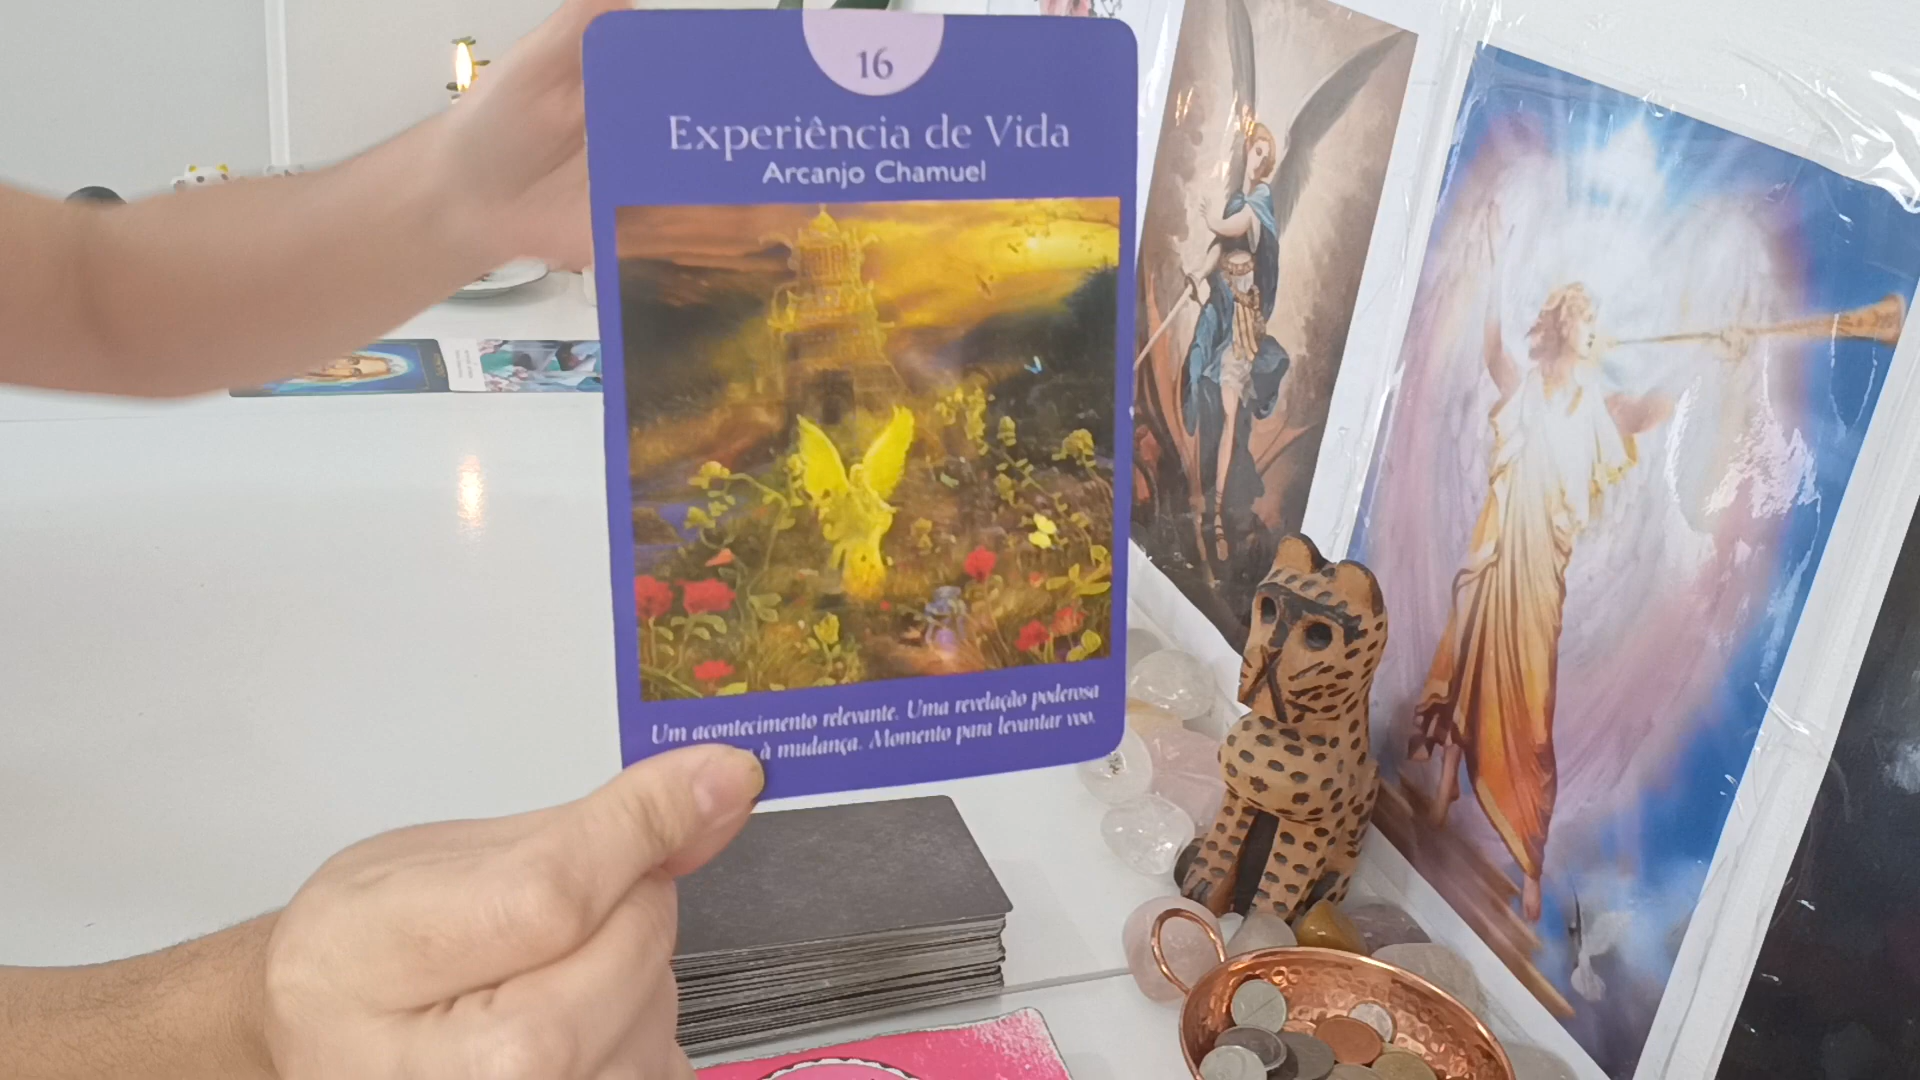 16
Experiência de Vida
Arcanjo Chamuel
Um acontecimento relevante. Uma revelação poderosa
à mudança. Momento para levantar voo.